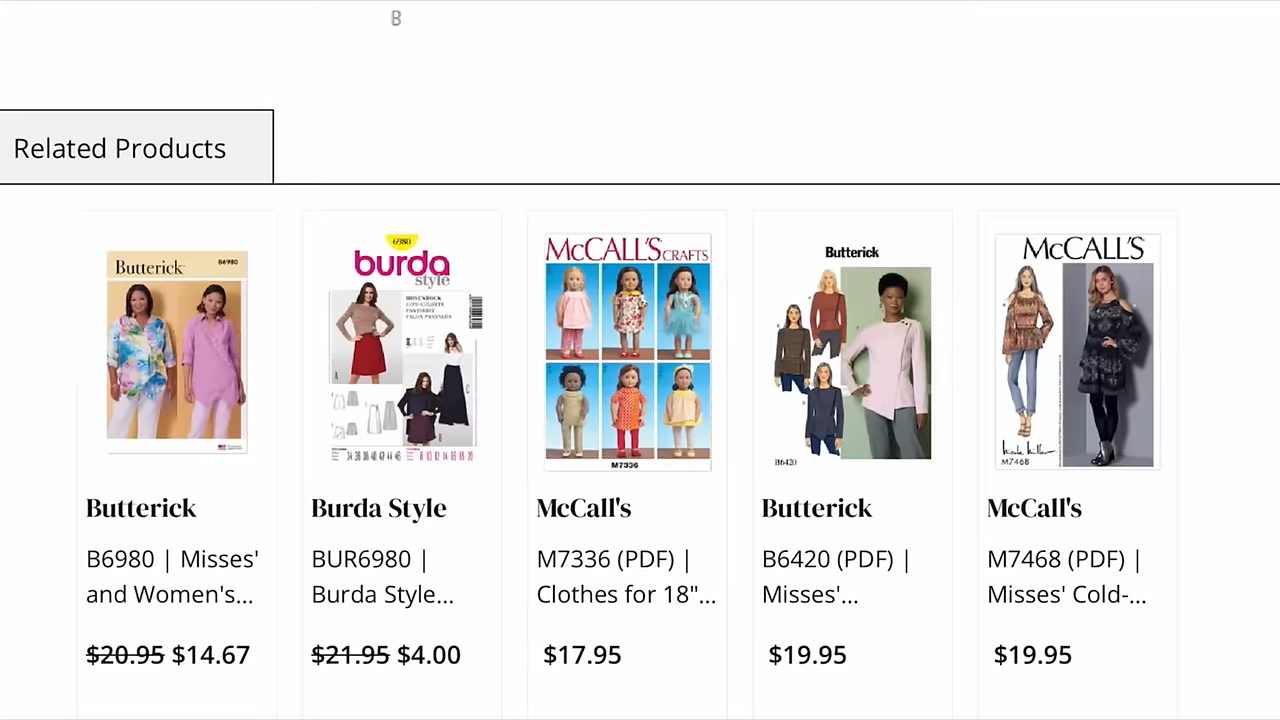 B
Related Products
Butterick
B6980
6980
burda
style
McCALL'S CRAFTS
M7336
Butterick
B6420
McCALL'S
M7468
Butterick
Burda Style
McCall's
Butterick
McCall's
B6980 | Misses'
and Women's...
BUR6980 |
Burda Style...
M7336 (PDF) |
Clothes for 18"...
B6420 (PDF) |
Misses'...
M7468 (PDF) |
Misses' Cold-...
$20.95 $14.67
$21.95 $4.00
$17.95
$19.95
$19.95